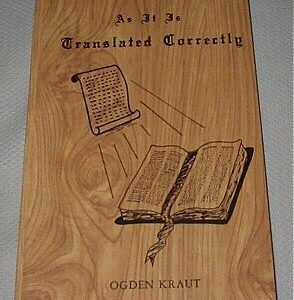 As It Is
Translated Correctly
OGDEN KRAUT